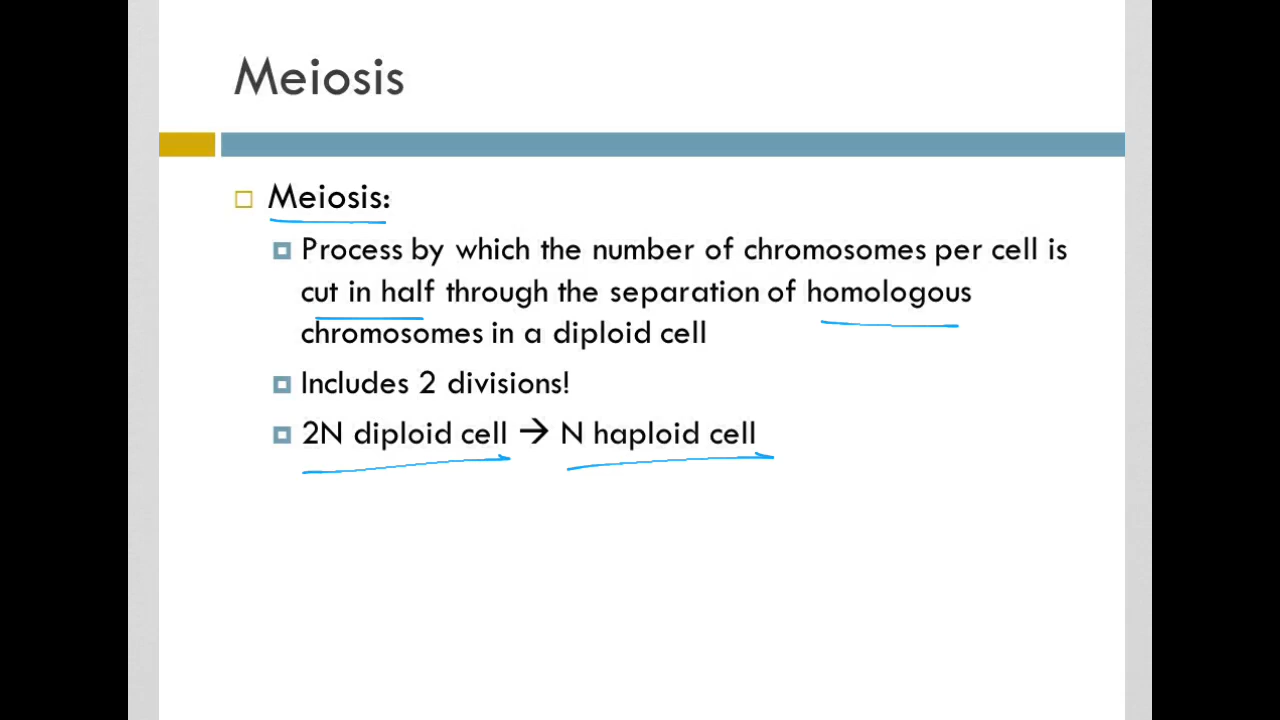 Meiosis
Meiosis:
Process by which the number of chromosomes per cell is
cut in half through the separation of homologous
chromosomes in a diploid cell
Includes 2 divisions!
2N diploid cell → N haploid cell